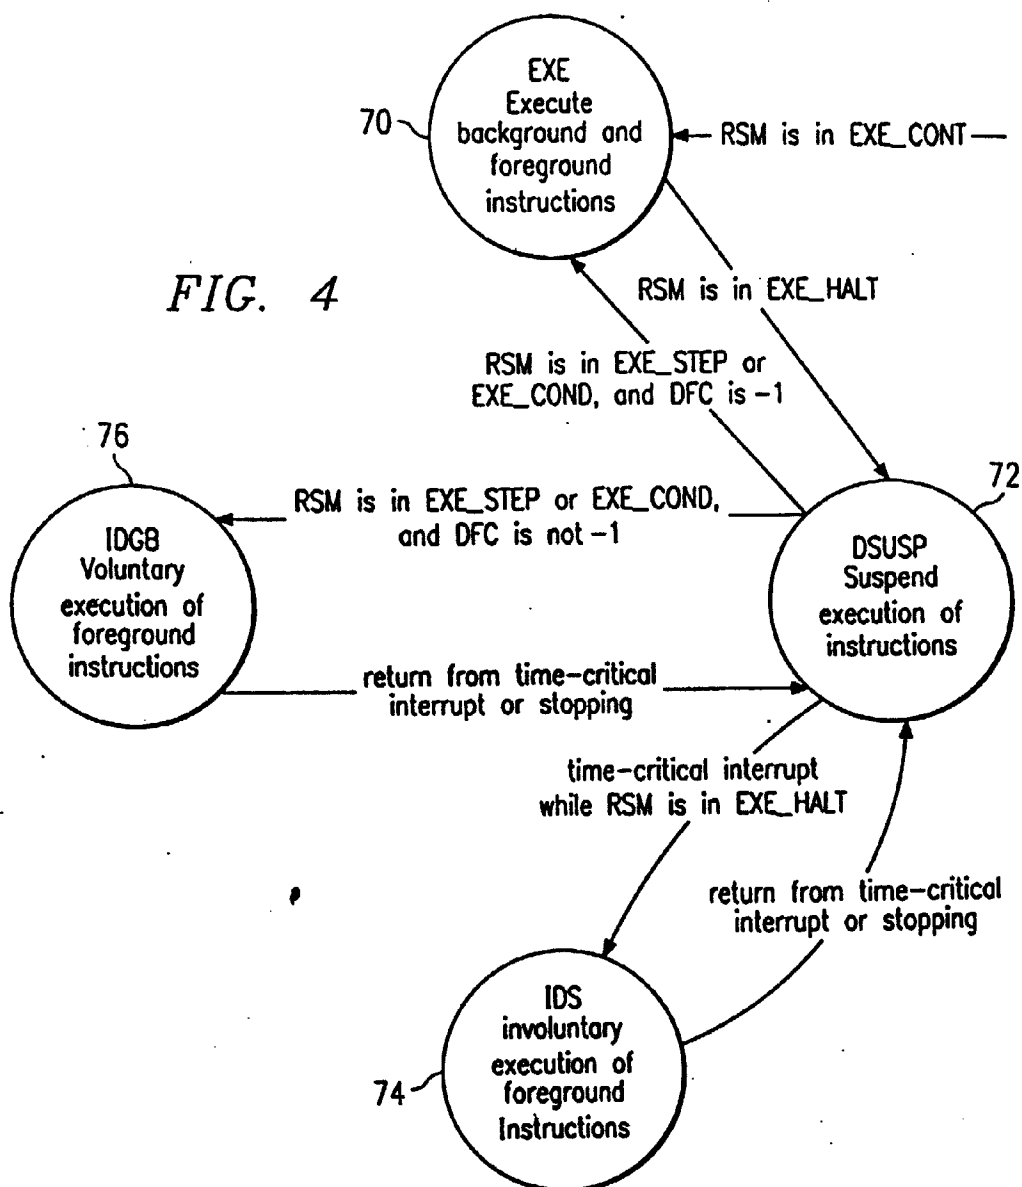 EXE
Execute
background and
foreground
instructions
70
RSM is in EXE_CONT
FIG. 4
RSM is in EXE_HALT
RSM is in EXE_STEP or
EXE_COND, and DFC is -1
76
RSM is in EXE_STEP or EXE_COND,
and DFC is not -1
72
IDGB
Voluntary
execution of
foreground
instructions
DSUSP
Suspend
execution of
instructions
return from time-critical
interrupt or stopping
time-critical interrupt
while RSM is in EXE_HALT
return from time-critical
interrupt or stopping
IDS
involuntary
execution of
foreground
Instructions
74